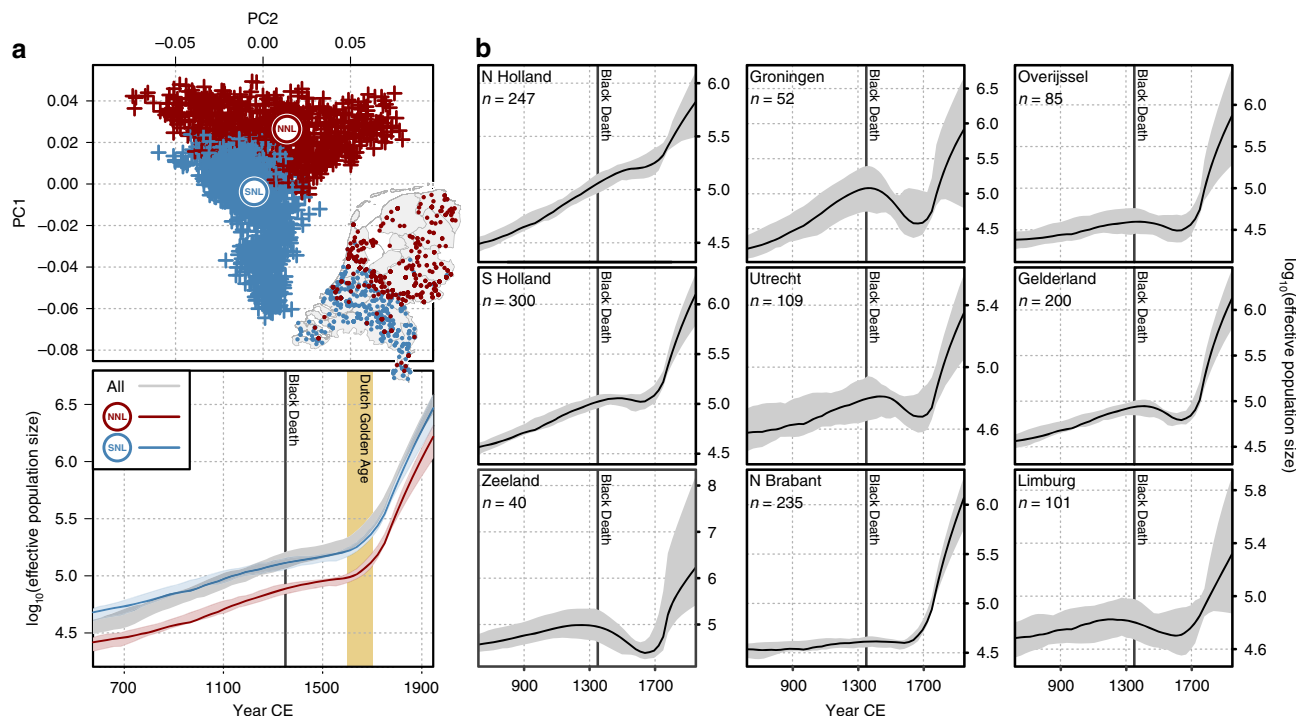 a
PC2
−0.05 0.00 0.05
PC1
0.04
0.02
0.00
−0.02
−0.04
−0.06
−0.08
NNL
SNL
log10(effective population size)
6.5
6.0
5.5
5.0
4.5
All
NNL
SNL
Black Death
Dutch Golden Age
700 1100 1500 1900
Year CE
b
N Holland
n = 247
Black Death
6.0
5.5
5.0
4.5
Groningen
n = 52
Black Death
6.5
6.0
5.5
5.0
4.5
Overijssel
n = 85
Black Death
6.0
5.5
5.0
4.5
S Holland
n = 300
Black Death
6.0
5.5
5.0
4.5
Utrecht
n = 109
Black Death
5.4
5.0
4.6
Gelderland
n = 200
Black Death
6.0
5.5
5.0
4.5
Zeeland
n = 40
Black Death
8
7
6
5
N Brabant
n = 235
Black Death
6.0
5.5
5.0
4.5
Limburg
n = 101
Black Death
5.8
5.4
5.0
4.6
log10(effective population size)
900 1300 1700
900 1300 1700
900 1300 1700
Year CE